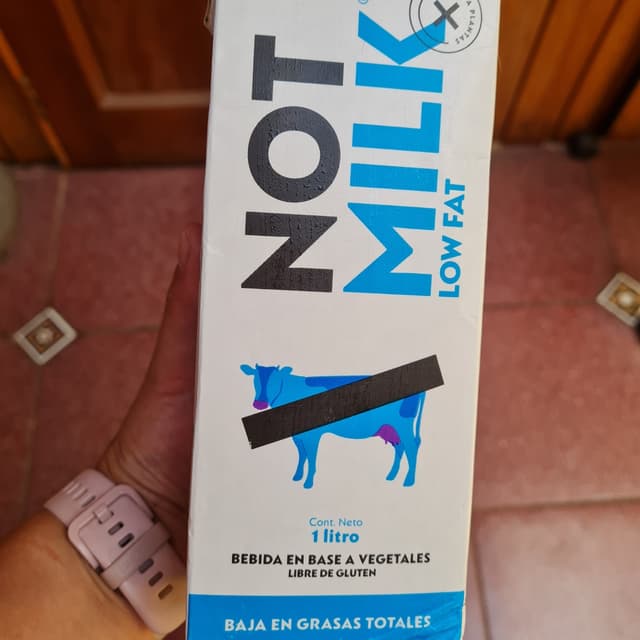 A PLANTAS
NOT
MILK
LOW FAT
Cont. Neto
1 litro
BEBIDA EN BASE A VEGETALES
LIBRE DE GLUTEN
BAJA EN GRASAS TOTALES